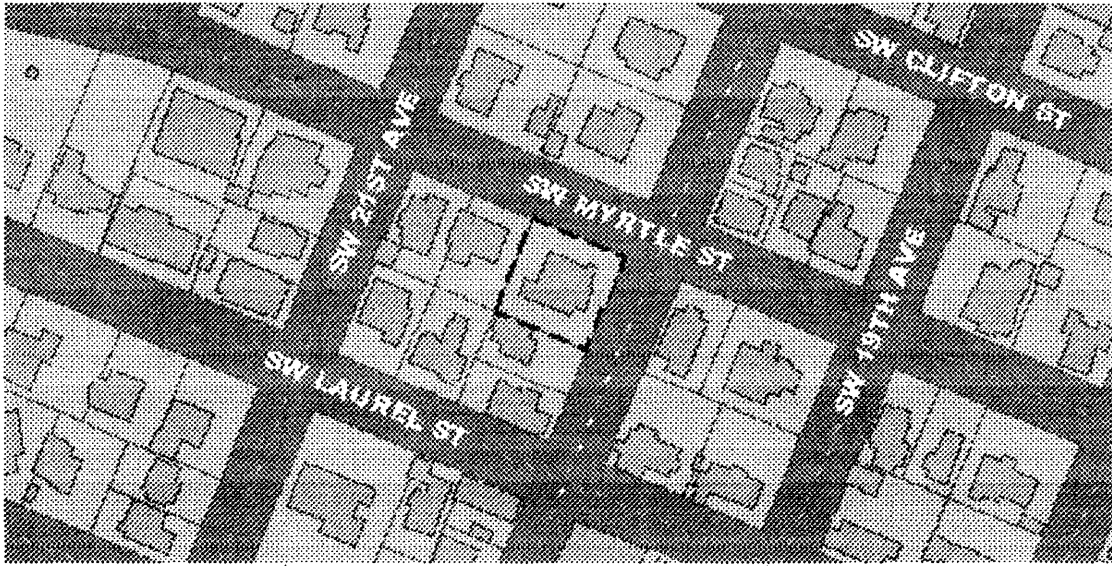 SW CLIFTON ST
SW 21ST AVE
SW MYRTLE ST
SW 19TH AVE
SW LAUREL ST